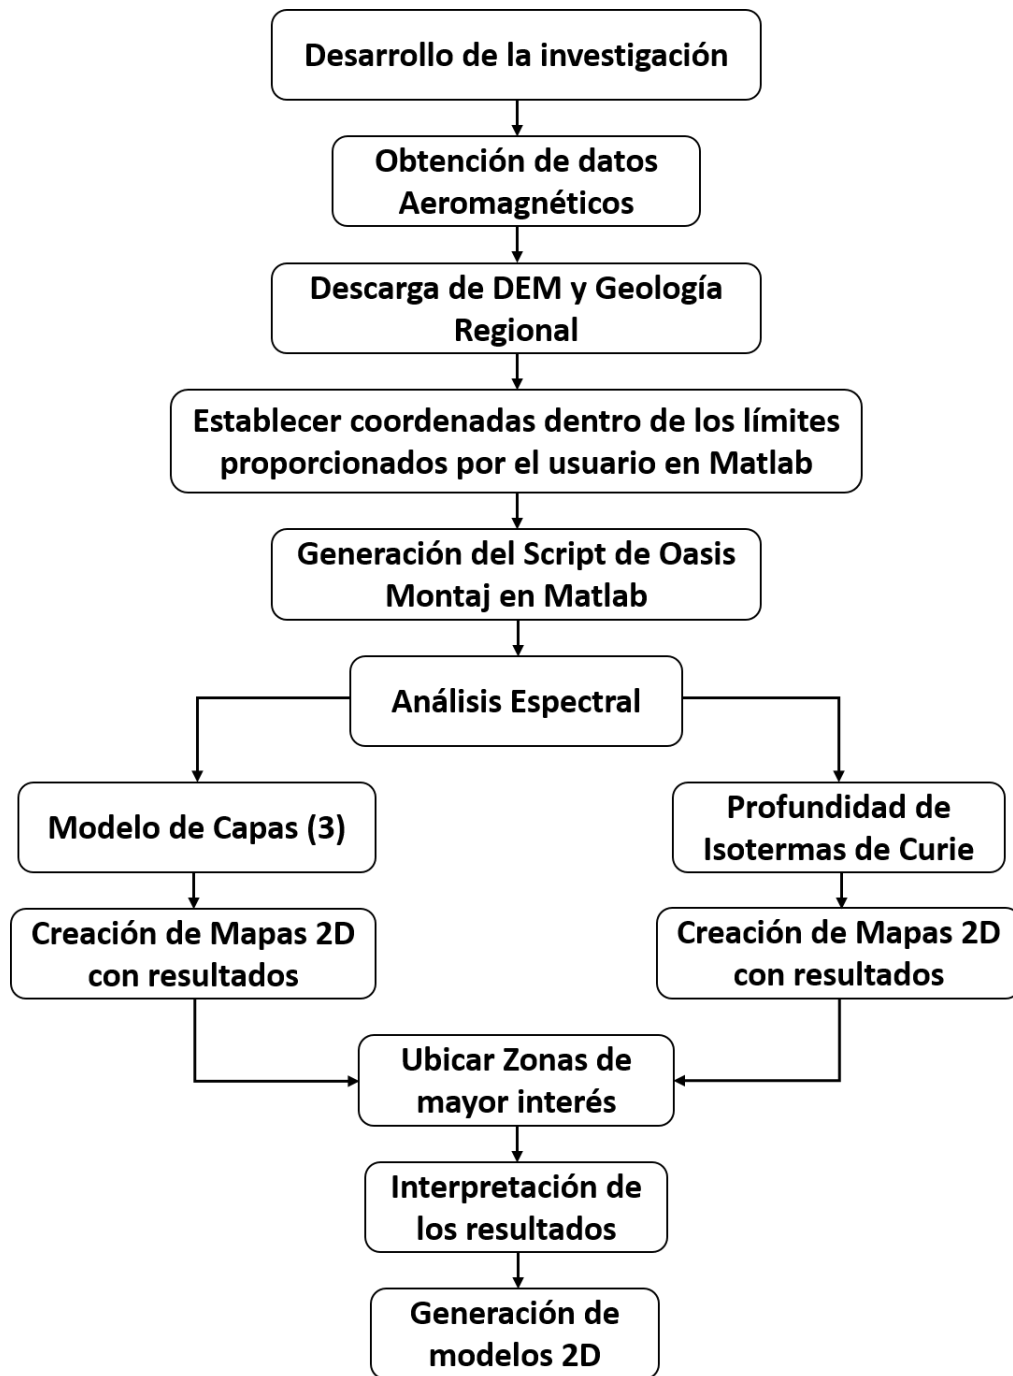 Desarrollo de la investigación
Obtención de datos
Aeromagnéticos
Descarga de DEM y Geología
Regional
Establecer coordenadas dentro de los límites
proporcionados por el usuario en Matlab
Generación del Script de Oasis
Montaj en Matlab
Análisis Espectral
Modelo de Capas (3)
Creación de Mapas 2D
con resultados
Profundidad de
Isotermas de Curie
Creación de Mapas 2D
con resultados
Ubicar Zonas de
mayor interés
Interpretación de
los resultados
Generación de
modelos 2D